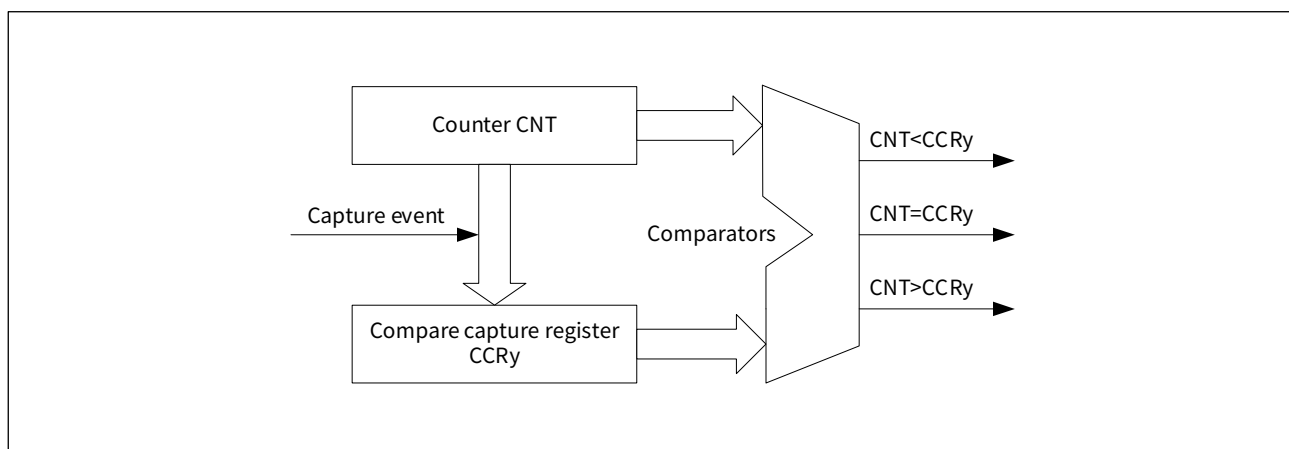 Counter CNT
CNT<CCRy
Capture event
Comparators
CNT=CCRy
CNT>CCRy
Compare capture register
CCRy